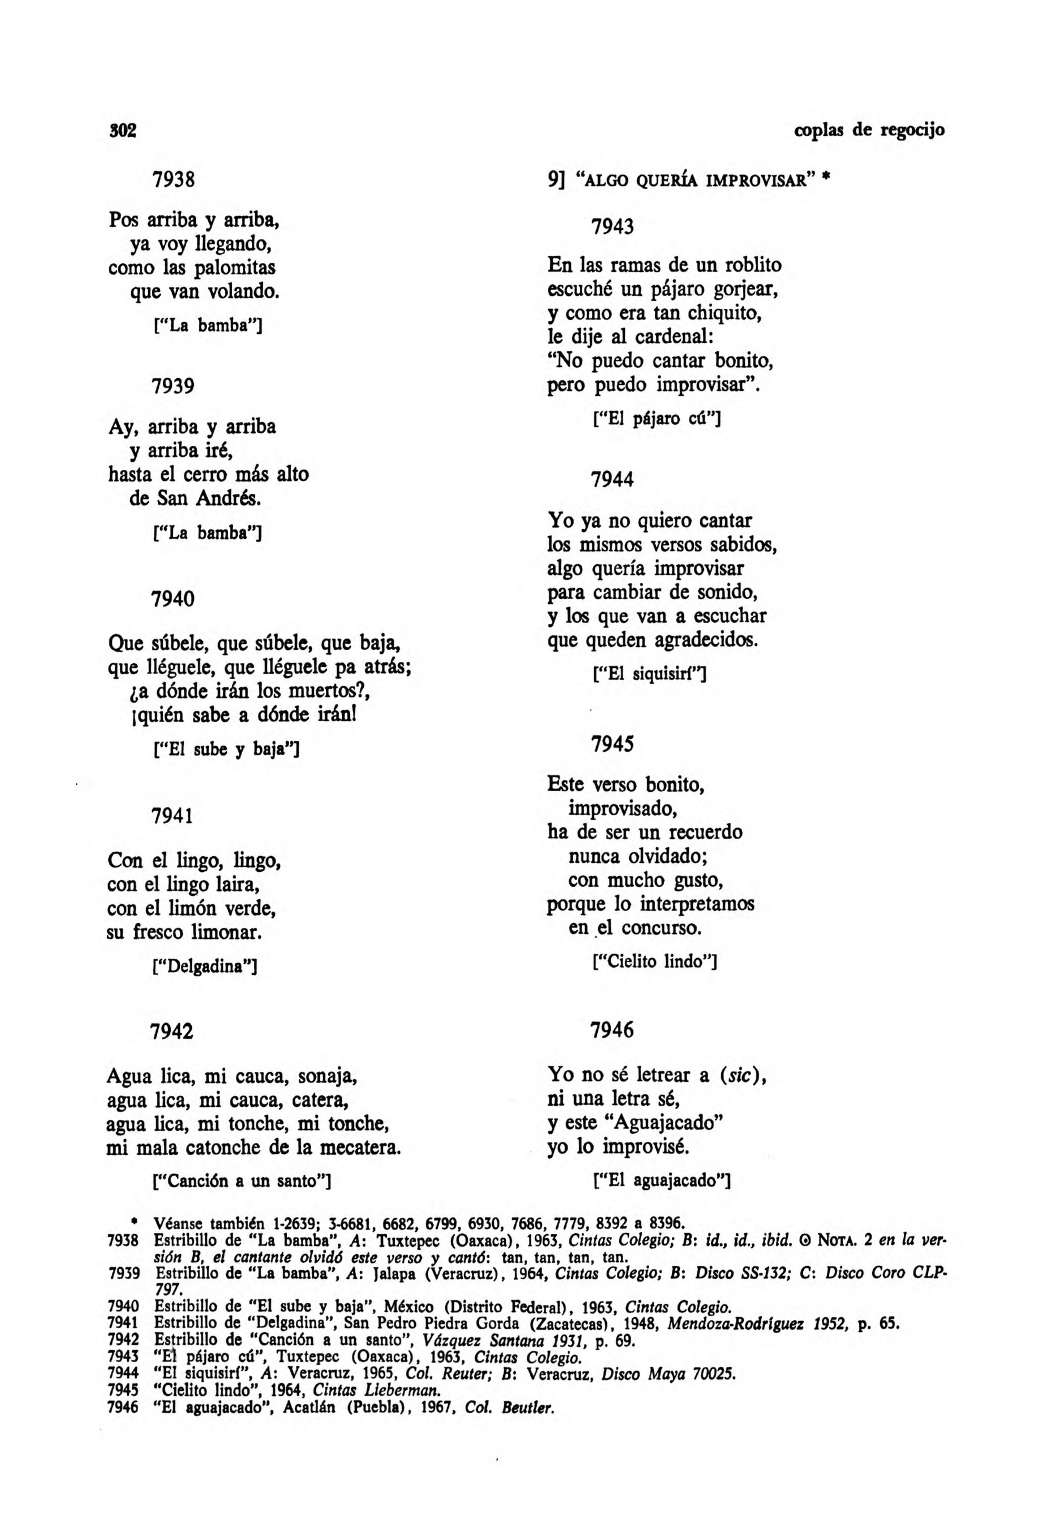 302
coplas de regocijo
7938
Pos arriba y arriba,
ya voy llegando,
como las palomitas
que van volando.
["La bamba"]
7939
Ay, arriba y arriba
y arriba iré,
hasta el cerro más alto
de San Andrés.
["La bamba"]
7940
Que súbele, que súbele, que baja,
que lléguele, que lléguele pa atrás;
¿a dónde irán los muertos?,
¡quién sabe a dónde irán!
["El sube y baja"]
7941
Con el lingo, lingo,
con el lingo laira,
con el limón verde,
su fresco limonar.
["Delgadina"]
7942
Agua lica, mi cauca, sonaja,
agua lica, mi cauca, catera,
agua lica, mi tonche, mi tonche,
mi mala catonche de la mecatera.
["Canción a un santo"]
9] "ALGO QUERÍA IMPROVISAR" *
7943
En las ramas de un roblito
escuché un pájaro gorjear,
y como era tan chiquito,
le dije al cardenal:
"No puedo cantar bonito,
pero puedo improvisar".
["El pájaro cú"]
7944
Yo ya no quiero cantar
los mismos versos sabidos,
algo quería improvisar
para cambiar de sonido,
y los que van a escuchar
que queden agradecidos.
["El siquisirí"]
7945
Este verso bonito,
improvisado,
ha de ser un recuerdo
nunca olvidado;
con mucho gusto,
porque lo interpretamos
en el concurso.
["Cielito lindo"]
7946
Yo no sé letrear a (sic),
ni una letra sé,
y este "Aguajacado"
yo lo improvisé.
["El aguajacado"]
* Véanse también 1-2639; 3-6681, 6682, 6799, 6930, 7686, 7779, 8392 a 8396.
7938 Estribillo de "La bamba", A: Tuxtepec (Oaxaca), 1963, Cintas Colegio; B: id., id., ibid. ⊙ NOTA. 2 en la ver-
sión B, el cantante olvidó este verso y cantó: tan, tan, tan, tan.
7939 Estribillo de "La bamba", A: Jalapa (Veracruz), 1964, Cintas Colegio; B: Disco SS-132; C: Disco Coro CLP-
797.
7940 Estribillo de "El sube y baja", México (Distrito Federal), 1963, Cintas Colegio.
7941 Estribillo de "Delgadina", San Pedro Piedra Gorda (Zacatecas), 1948, Mendoza-Rodríguez 1952, p. 65.
7942 Estribillo de "Canción a un santo", Vázquez Santana 1931, p. 69.
7943 "El pájaro cú", Tuxtepec (Oaxaca), 1963, Cintas Colegio.
7944 "El siquisirí", A: Veracruz, 1965, Col. Reuter; B: Veracruz, Disco Maya 70025.
7945 "Cielito lindo", 1964, Cintas Lieberman.
7946 "El aguajacado", Acatlán (Puebla), 1967, Col. Beutler.